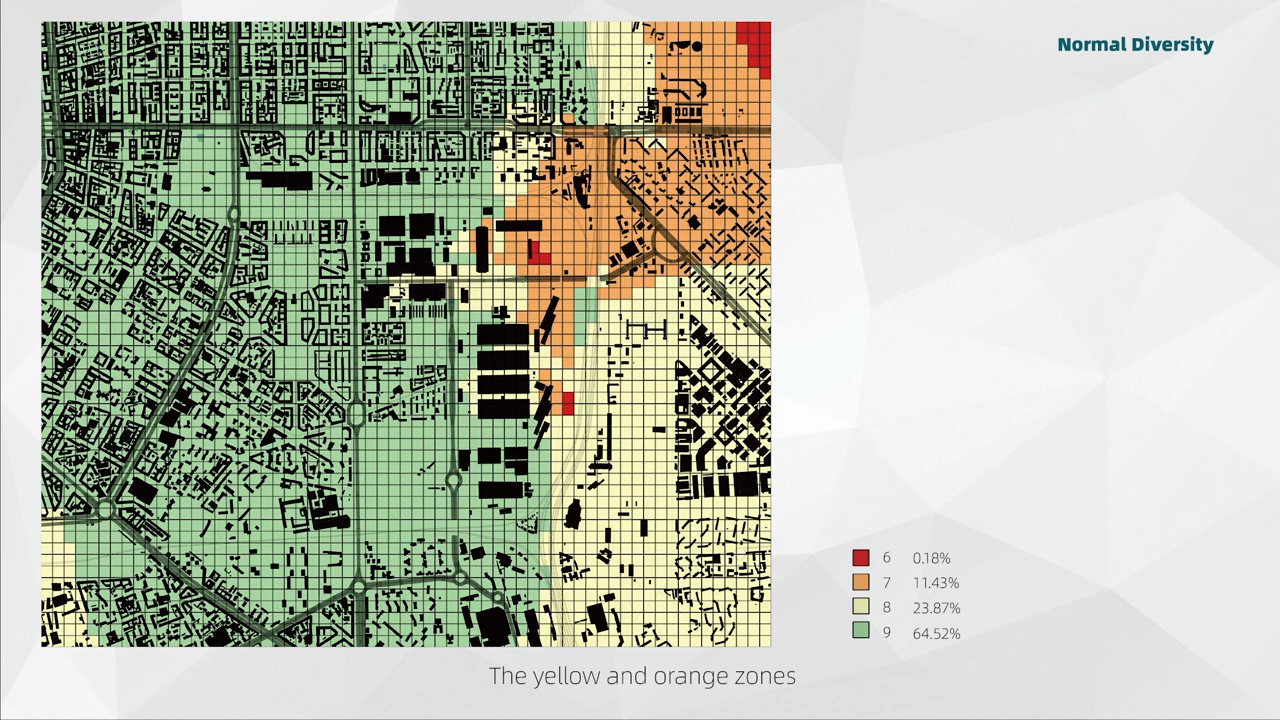 Normal Diversity
6 0.18%
7 11.43%
8 23.87%
9 64.52%
The yellow and orange zones